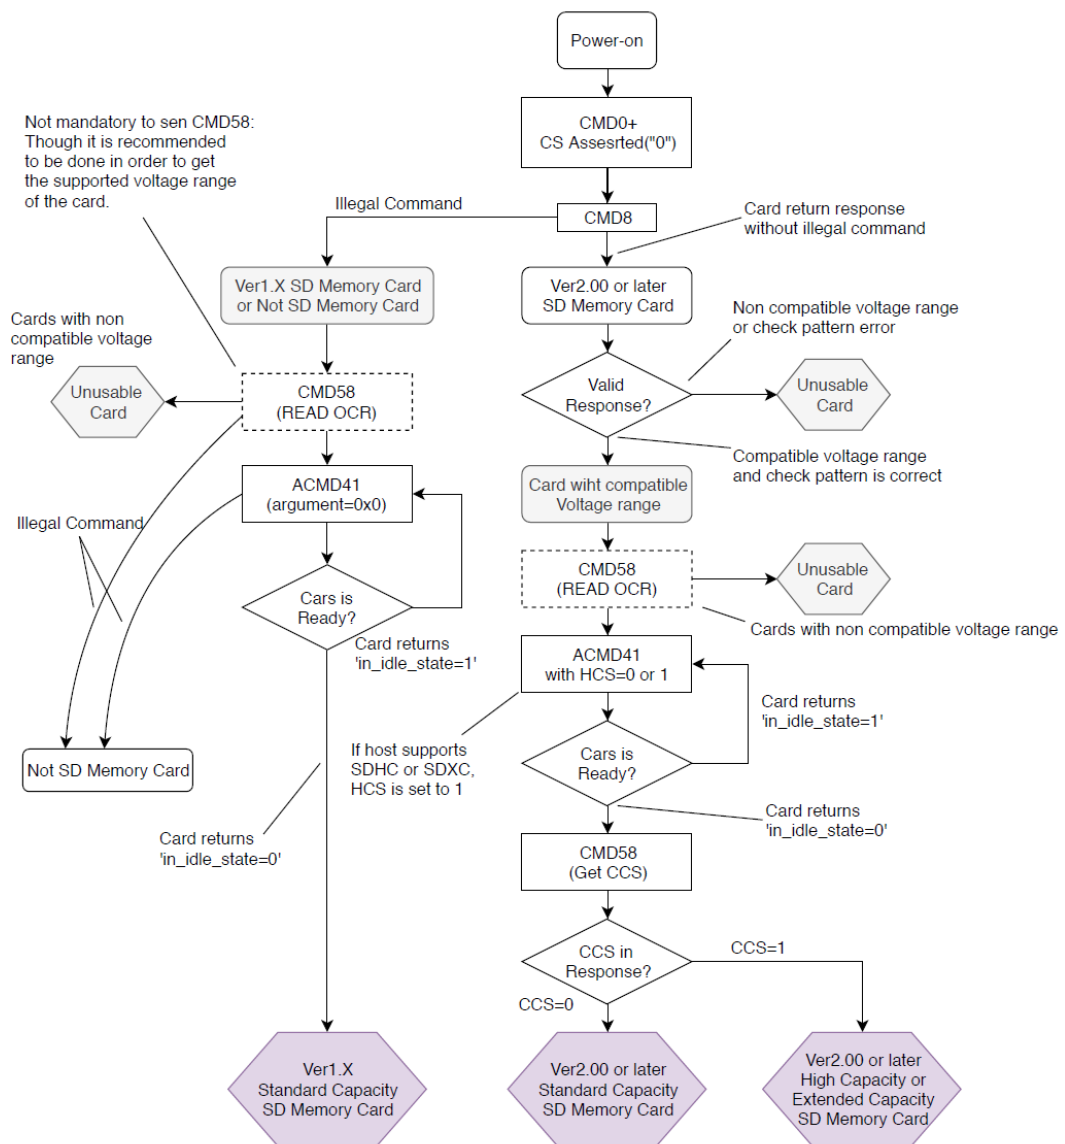 Power-on
CMD0+
CS Assesrted("0")
Not mandatory to sen CMD58:
Though it is recommended
to be done in order to get
the supported voltage range
of the card.
Illegal Command
CMD8
Card return response
without illegal command
Ver1.X SD Memory Card
or Not SD Memory Card
Ver2.00 or later
SD Memory Card
Cards with non
compatible voltage
range
Non compatible voltage range
or check pattern error
Unusable
Card
CMD58
(READ OCR)
Valid
Response?
Unusable
Card
Compatible voltage range
and check pattern is correct
ACMD41
(argument=0x0)
Card wiht compatible
Voltage range
Illegal Command
CMD58
(READ OCR)
Unusable
Card
Cars is
Ready?
Cards with non compatible voltage range
Card returns
'in_idle_state=1'
ACMD41
with HCS=0 or 1
Card returns
'in_idle_state=1'
If host supports
SDHC or SDXC,
HCS is set to 1
Cars is
Ready?
Not SD Memory Card
Card returns
'in_idle_state=0'
Card returns
'in_idle_state=0'
CMD58
(Get CCS)
CCS in
Response?
CCS=1
CCS=0
Ver1.X
Standard Capacity
SD Memory Card
Ver2.00 or later
Standard Capacity
SD Memory Card
Ver2.00 or later
High Capacity or
Extended Capacity
SD Memory Card